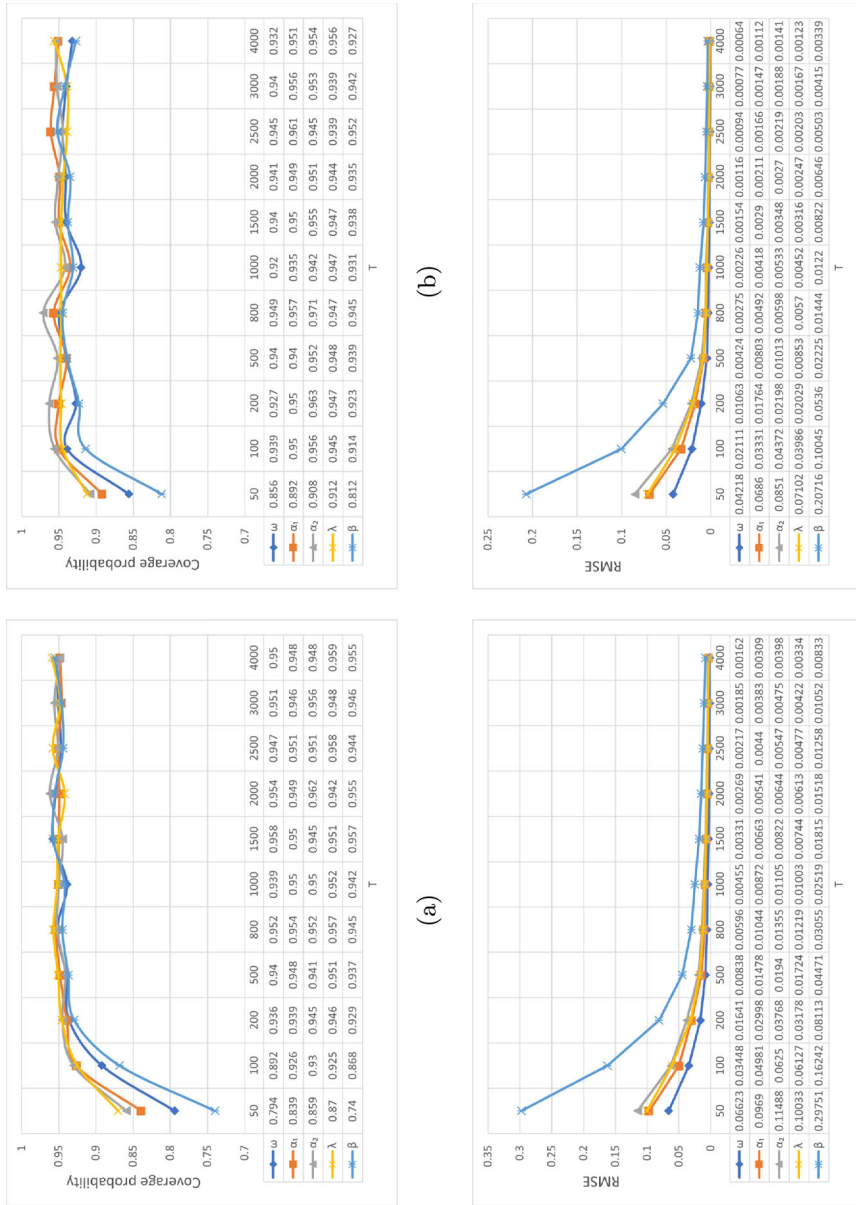 1
0.95
0.9
0.85
0.8
0.75
0.7
Coverage probability
50 100 200 500 800 1000 1500 2000 2500 3000 4000
ω 0.794 0.892 0.936 0.94 0.952 0.939 0.958 0.954 0.947 0.951 0.95
α₁ 0.839 0.926 0.939 0.948 0.954 0.95 0.95 0.949 0.951 0.946 0.948
α₂ 0.859 0.93 0.945 0.941 0.952 0.95 0.945 0.962 0.951 0.956 0.948
λ 0.87 0.925 0.946 0.951 0.957 0.952 0.951 0.942 0.958 0.948 0.959
β 0.74 0.868 0.929 0.937 0.945 0.942 0.957 0.955 0.944 0.946 0.955
T
1
0.95
0.9
0.85
0.8
0.75
0.7
Coverage probability
50 100 200 500 800 1000 1500 2000 2500 3000 4000
ω 0.856 0.939 0.927 0.94 0.949 0.92 0.94 0.941 0.945 0.94 0.932
α₁ 0.892 0.95 0.95 0.94 0.957 0.935 0.95 0.949 0.961 0.956 0.951
α₂ 0.908 0.956 0.963 0.952 0.971 0.942 0.955 0.951 0.945 0.953 0.954
λ 0.912 0.945 0.947 0.948 0.947 0.947 0.947 0.944 0.939 0.939 0.956
β 0.812 0.914 0.923 0.939 0.945 0.931 0.938 0.935 0.952 0.942 0.927
T
(a)
(b)
0.35
0.3
0.25
0.2
0.15
0.1
0.05
0
RMSE
50 100 200 500 800 1000 1500 2000 2500 3000 4000
ω 0.06623 0.03448 0.01641 0.00838 0.00596 0.00455 0.00331 0.00269 0.00217 0.00185 0.00162
α₁ 0.0969 0.04981 0.02998 0.01478 0.01044 0.00872 0.00663 0.00541 0.0044 0.00383 0.00309
α₂ 0.11488 0.0625 0.03768 0.0194 0.01355 0.01105 0.00822 0.00644 0.00547 0.00475 0.00398
λ 0.10033 0.06127 0.03178 0.01724 0.01219 0.01003 0.00744 0.00613 0.00477 0.00422 0.00334
β 0.29751 0.16242 0.08113 0.04471 0.03055 0.02519 0.01815 0.01518 0.01258 0.01052 0.00833
T
0.25
0.2
0.15
0.1
0.05
0
RMSE
50 100 200 500 800 1000 1500 2000 2500 3000 4000
ω 0.04218 0.02111 0.01063 0.00424 0.00275 0.00226 0.00154 0.00116 0.00094 0.00077 0.00064
α₁ 0.0686 0.03331 0.01764 0.00803 0.00492 0.00418 0.0029 0.00211 0.00166 0.00147 0.00112
α₂ 0.0851 0.04372 0.02198 0.01013 0.00598 0.00533 0.00348 0.0027 0.00219 0.00188 0.00141
λ 0.07102 0.03986 0.02029 0.00853 0.0057 0.00452 0.00316 0.00247 0.00203 0.00167 0.00123
β 0.20716 0.10045 0.0536 0.02225 0.01444 0.0122 0.00822 0.00646 0.00503 0.00415 0.00339
T